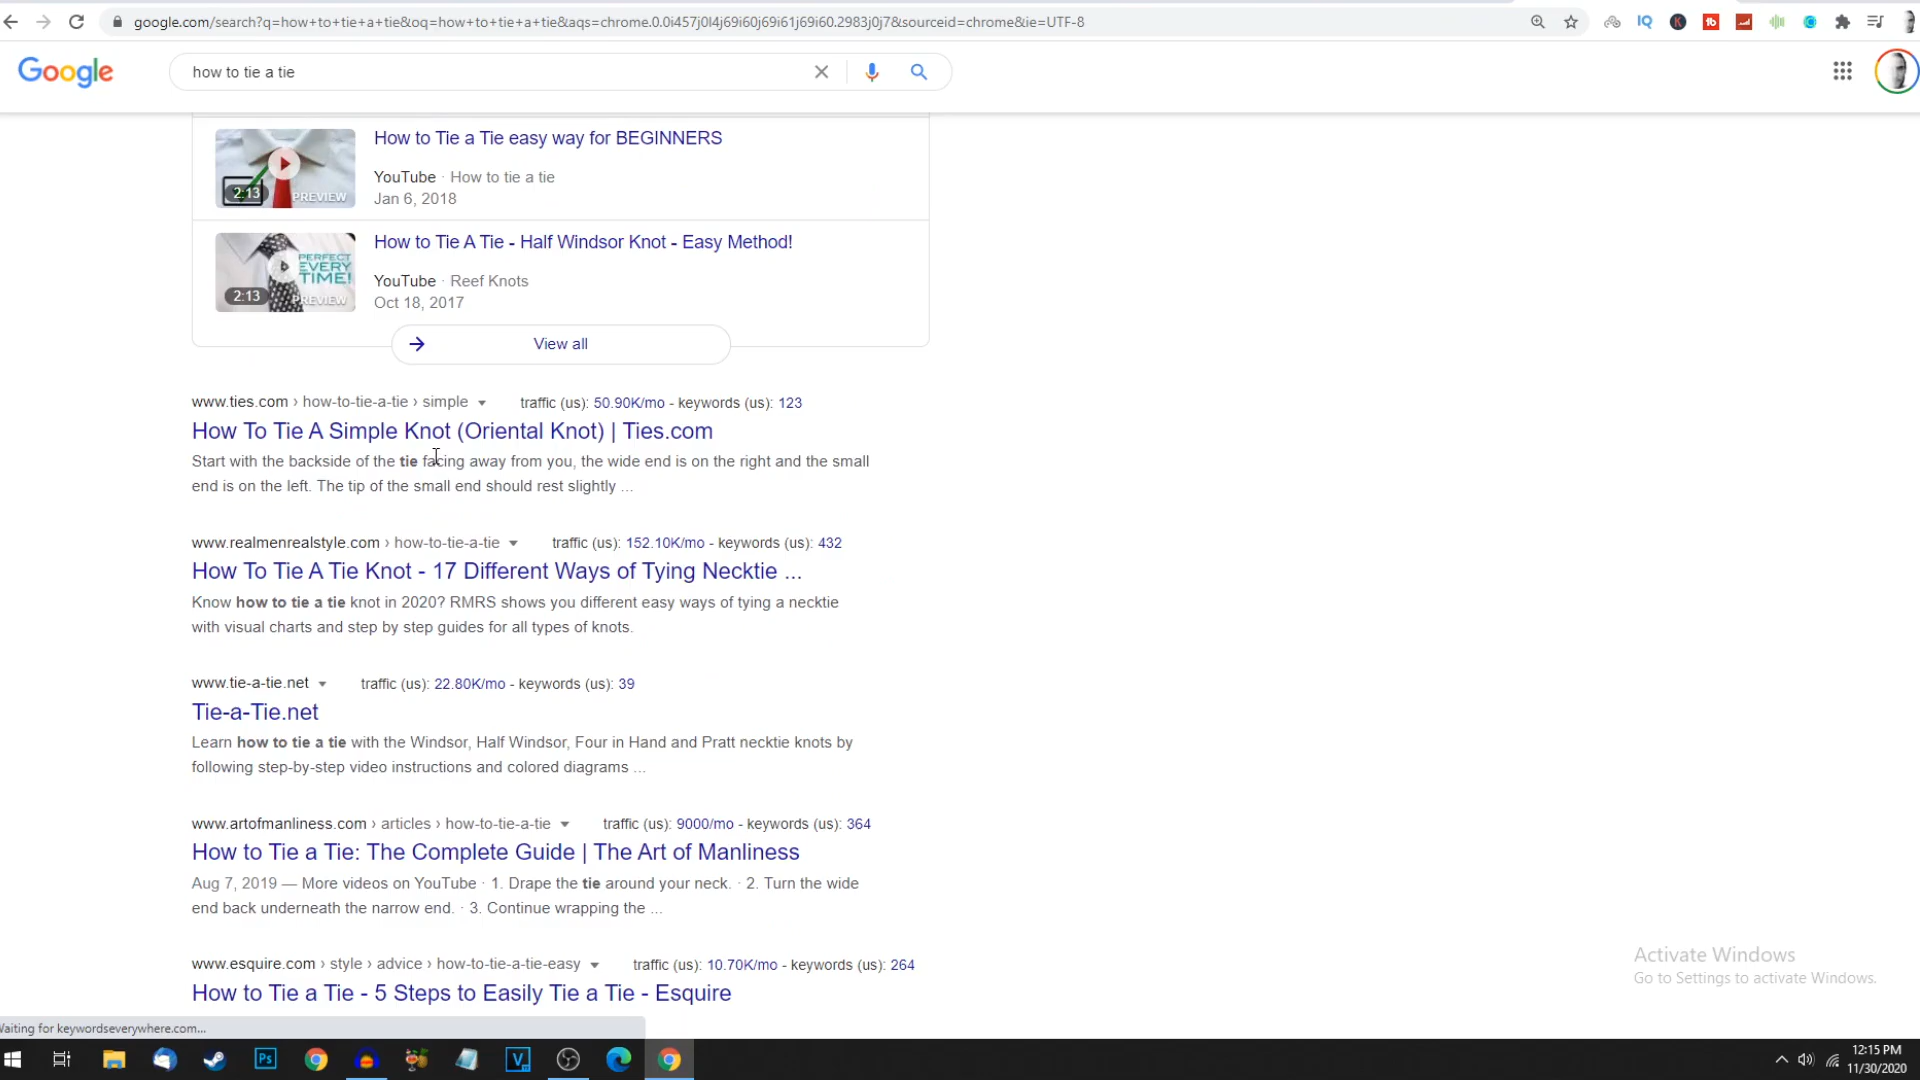 google.com/search?q=how+to+tie+a+tie&oq=how+to+tie+a+tie&aqs=chrome.0.0i457j0l4j69i60j69i61j69i60.2983j0j7&sourceid=chrome&ie=UTF-8
IQ
K
tb
Google
how to tie a tie
How to Tie a Tie easy way for BEGINNERS
YouTube · How to tie a tie
Jan 6, 2018
2:13
PREVIEW
How to Tie A Tie - Half Windsor Knot - Easy Method!
PERFECT
EVERY
TIME!
YouTube · Reef Knots
Oct 18, 2017
2:13
PREVIEW
View all
www.ties.com › how-to-tie-a-tie › simple traffic (us): 50.90K/mo - keywords (us): 123
How To Tie A Simple Knot (Oriental Knot) | Ties.com
Start with the backside of the tie facing away from you, the wide end is on the right and the small
end is on the left. The tip of the small end should rest slightly ...
www.realmenrealstyle.com › how-to-tie-a-tie traffic (us): 152.10K/mo - keywords (us): 432
How To Tie A Tie Knot - 17 Different Ways of Tying Necktie ...
Know how to tie a tie knot in 2020? RMRS shows you different easy ways of tying a necktie
with visual charts and step by step guides for all types of knots.
www.tie-a-tie.net traffic (us): 22.80K/mo - keywords (us): 39
Tie-a-Tie.net
Learn how to tie a tie with the Windsor, Half Windsor, Four in Hand and Pratt necktie knots by
following step-by-step video instructions and colored diagrams ...
www.artofmanliness.com › articles › how-to-tie-a-tie traffic (us): 9000/mo - keywords (us): 364
How to Tie a Tie: The Complete Guide | The Art of Manliness
Aug 7, 2019 — More videos on YouTube · 1. Drape the tie around your neck. · 2. Turn the wide
end back underneath the narrow end. · 3. Continue wrapping the ...
Activate Windows
Go to Settings to activate Windows.
www.esquire.com › style › advice › how-to-tie-a-tie-easy traffic (us): 10.70K/mo - keywords (us): 264
How to Tie a Tie - 5 Steps to Easily Tie a Tie - Esquire
Waiting for keywordseverywhere.com...
Ps
V
12:15 PM
11/30/2020